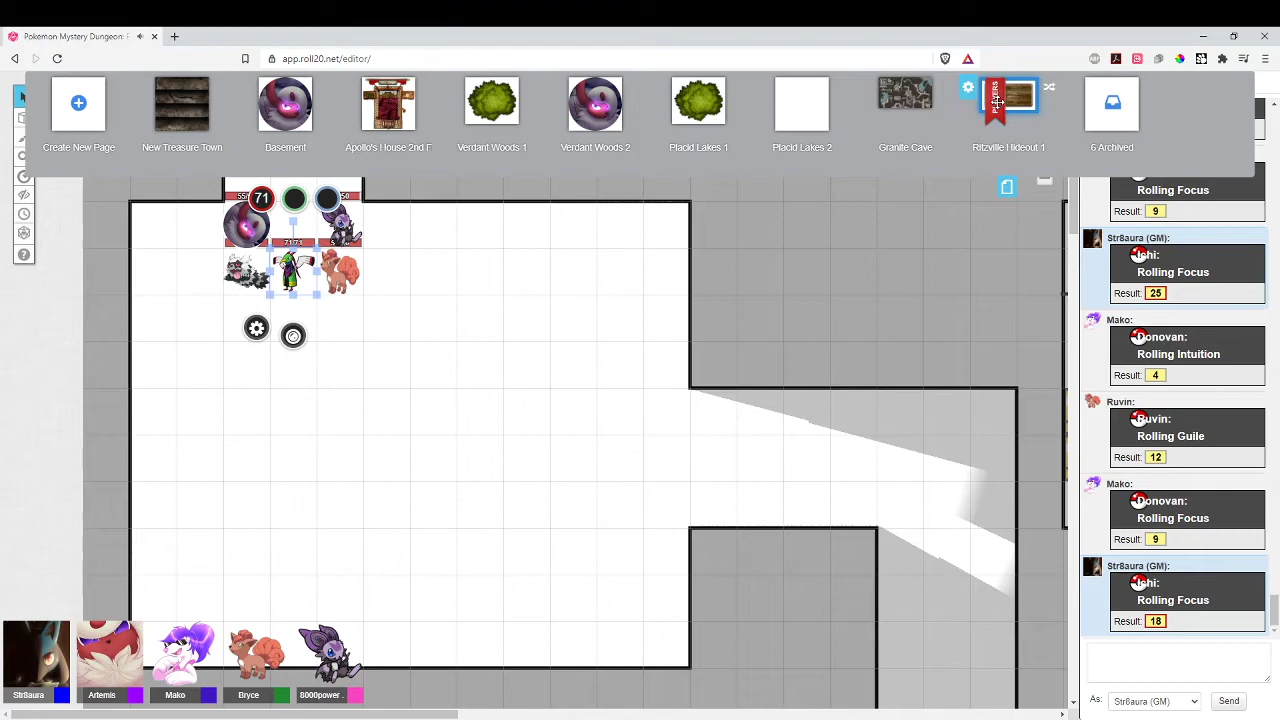 Pokemon Mystery Dungeon: F
app.roll20.net/editor/
Create New Page
New Treasure Town
Basement
Apollo's House 2nd F
Verdant Woods 1
Verdant Woods 2
Placid Lakes 1
Placid Lakes 2
Granite Cave
Ritzville Hideout 1
6 Archived
71
71/71
Rolling Focus
Result: 9
Str8aura (GM):
Ichi:
Rolling Focus
Result: 25
Mako:
Donovan:
Rolling Intuition
Result: 4
Ruvin:
Ruvin:
Rolling Guile
Result: 12
Mako:
Donovan:
Rolling Focus
Result: 9
Str8aura (GM):
Ichi:
Rolling Focus
Result: 18
Str8aura
Artemis
Mako
Bryce
8000power .
As:
Str8aura (GM)
Send